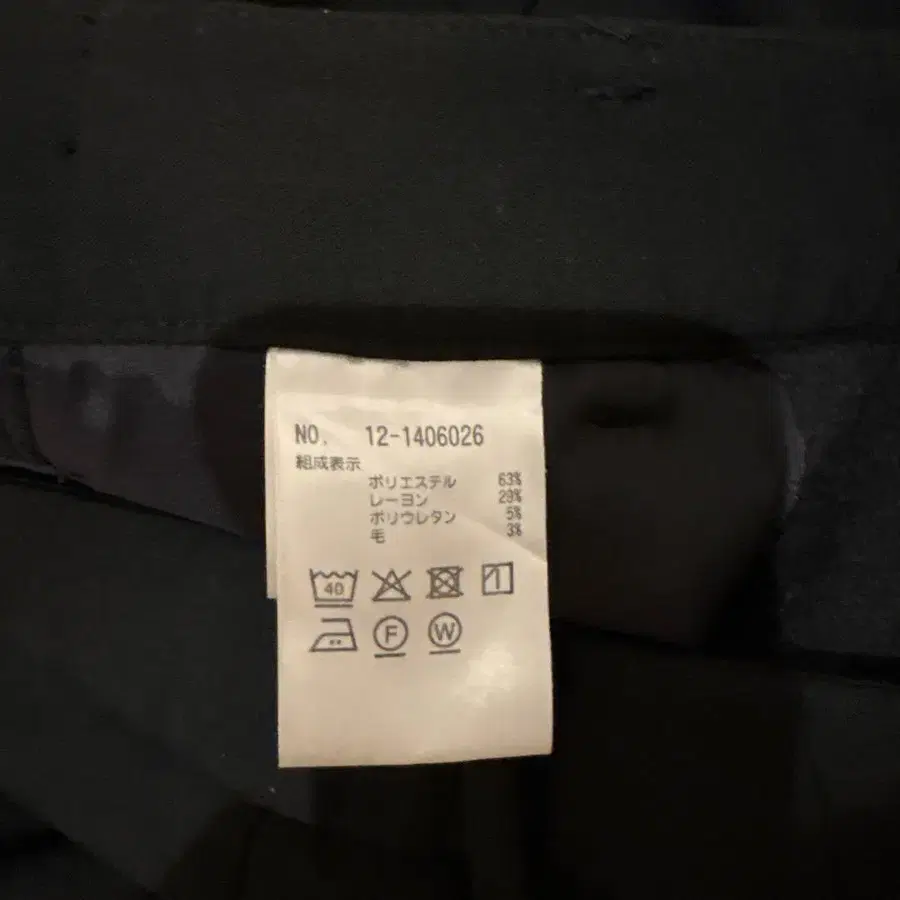 NO. 12-1406026
組成表示
ポリエステル 63%
レーヨン 29%
ポリウレタン 5%
毛 3%
40
F W